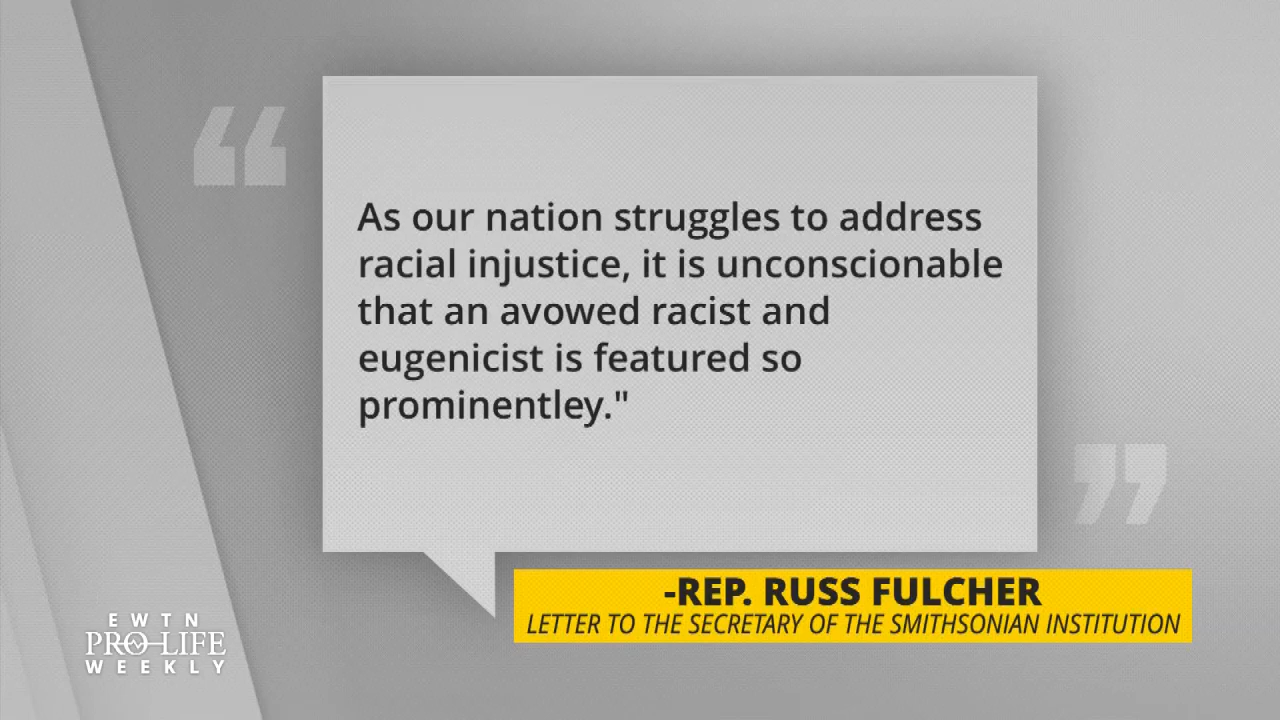 “
As our nation struggles to address
racial injustice, it is unconscionable
that an avowed racist and
eugenicist is featured so
prominentley."
”
-REP. RUSS FULCHER
LETTER TO THE SECRETARY OF THE SMITHSONIAN INSTITUTION
EWTN
PRO-LIFE
WEEKLY